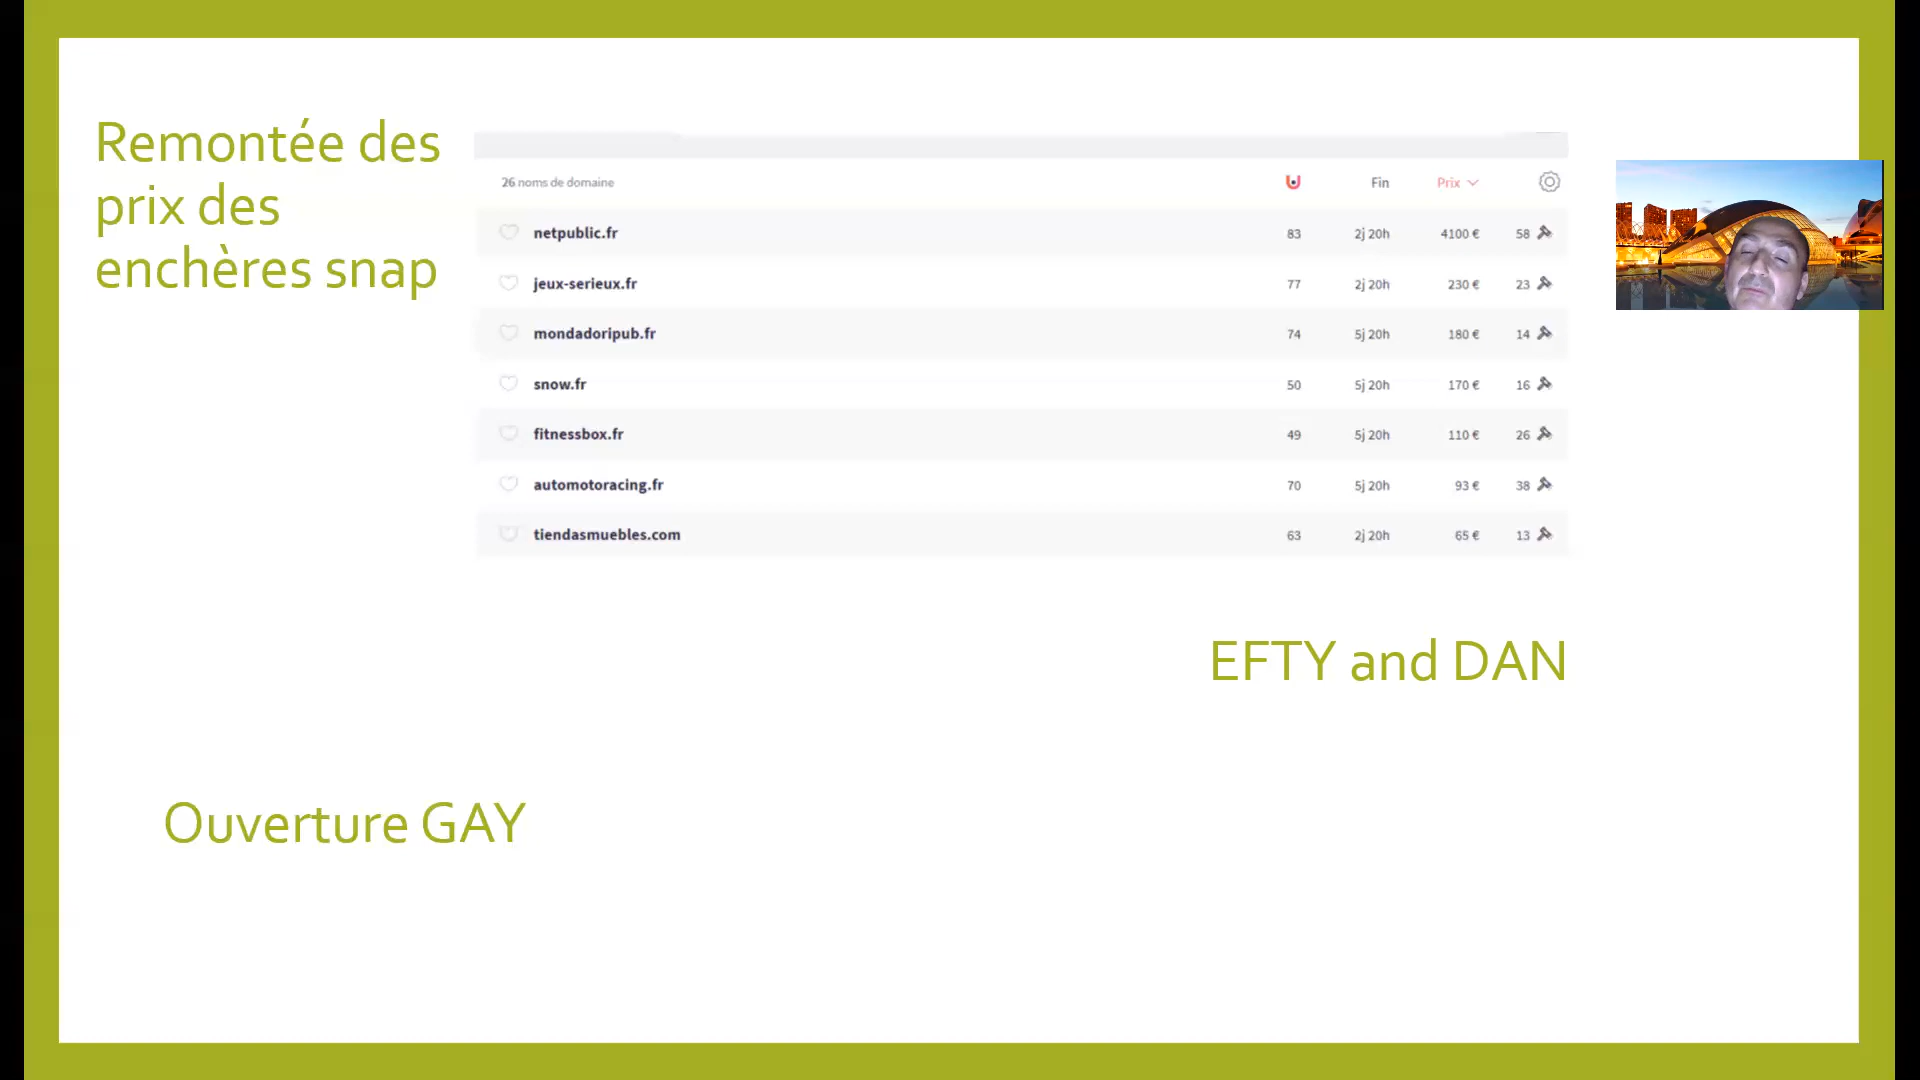 Remontée des
prix des
enchères snap
26 noms de domaine Fin Prix
netpublic.fr 83 2j 20h 4100 € 58
jeux-serieux.fr 77 2j 20h 230 € 23
mondadoripub.fr 74 5j 20h 180 € 14
snow.fr 50 5j 20h 170 € 16
fitnessbox.fr 49 5j 20h 110 € 26
automotoracing.fr 70 5j 20h 93 € 38
tiendasmuebles.com 63 2j 20h 65 € 13
EFTY and DAN
Ouverture GAY